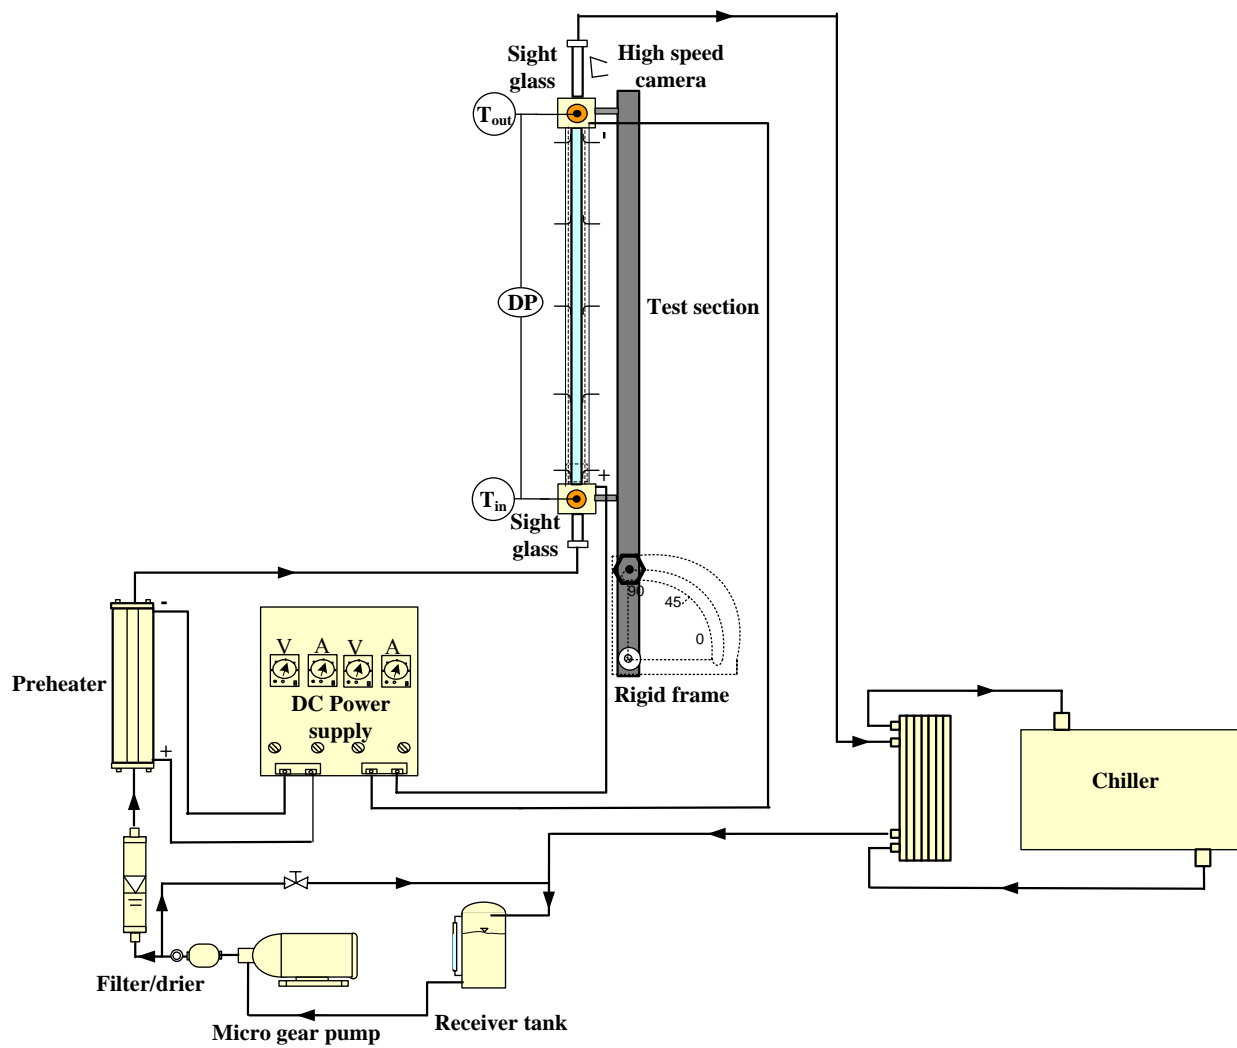 Sight
glass
High speed
camera
Tout
-
DP
Test section
+
Tin
Sight
glass
90
45
0
Rigid frame
-
Preheater
+
V A V A
DC Power
supply
Chiller
Filter/drier
Micro gear pump
Receiver tank